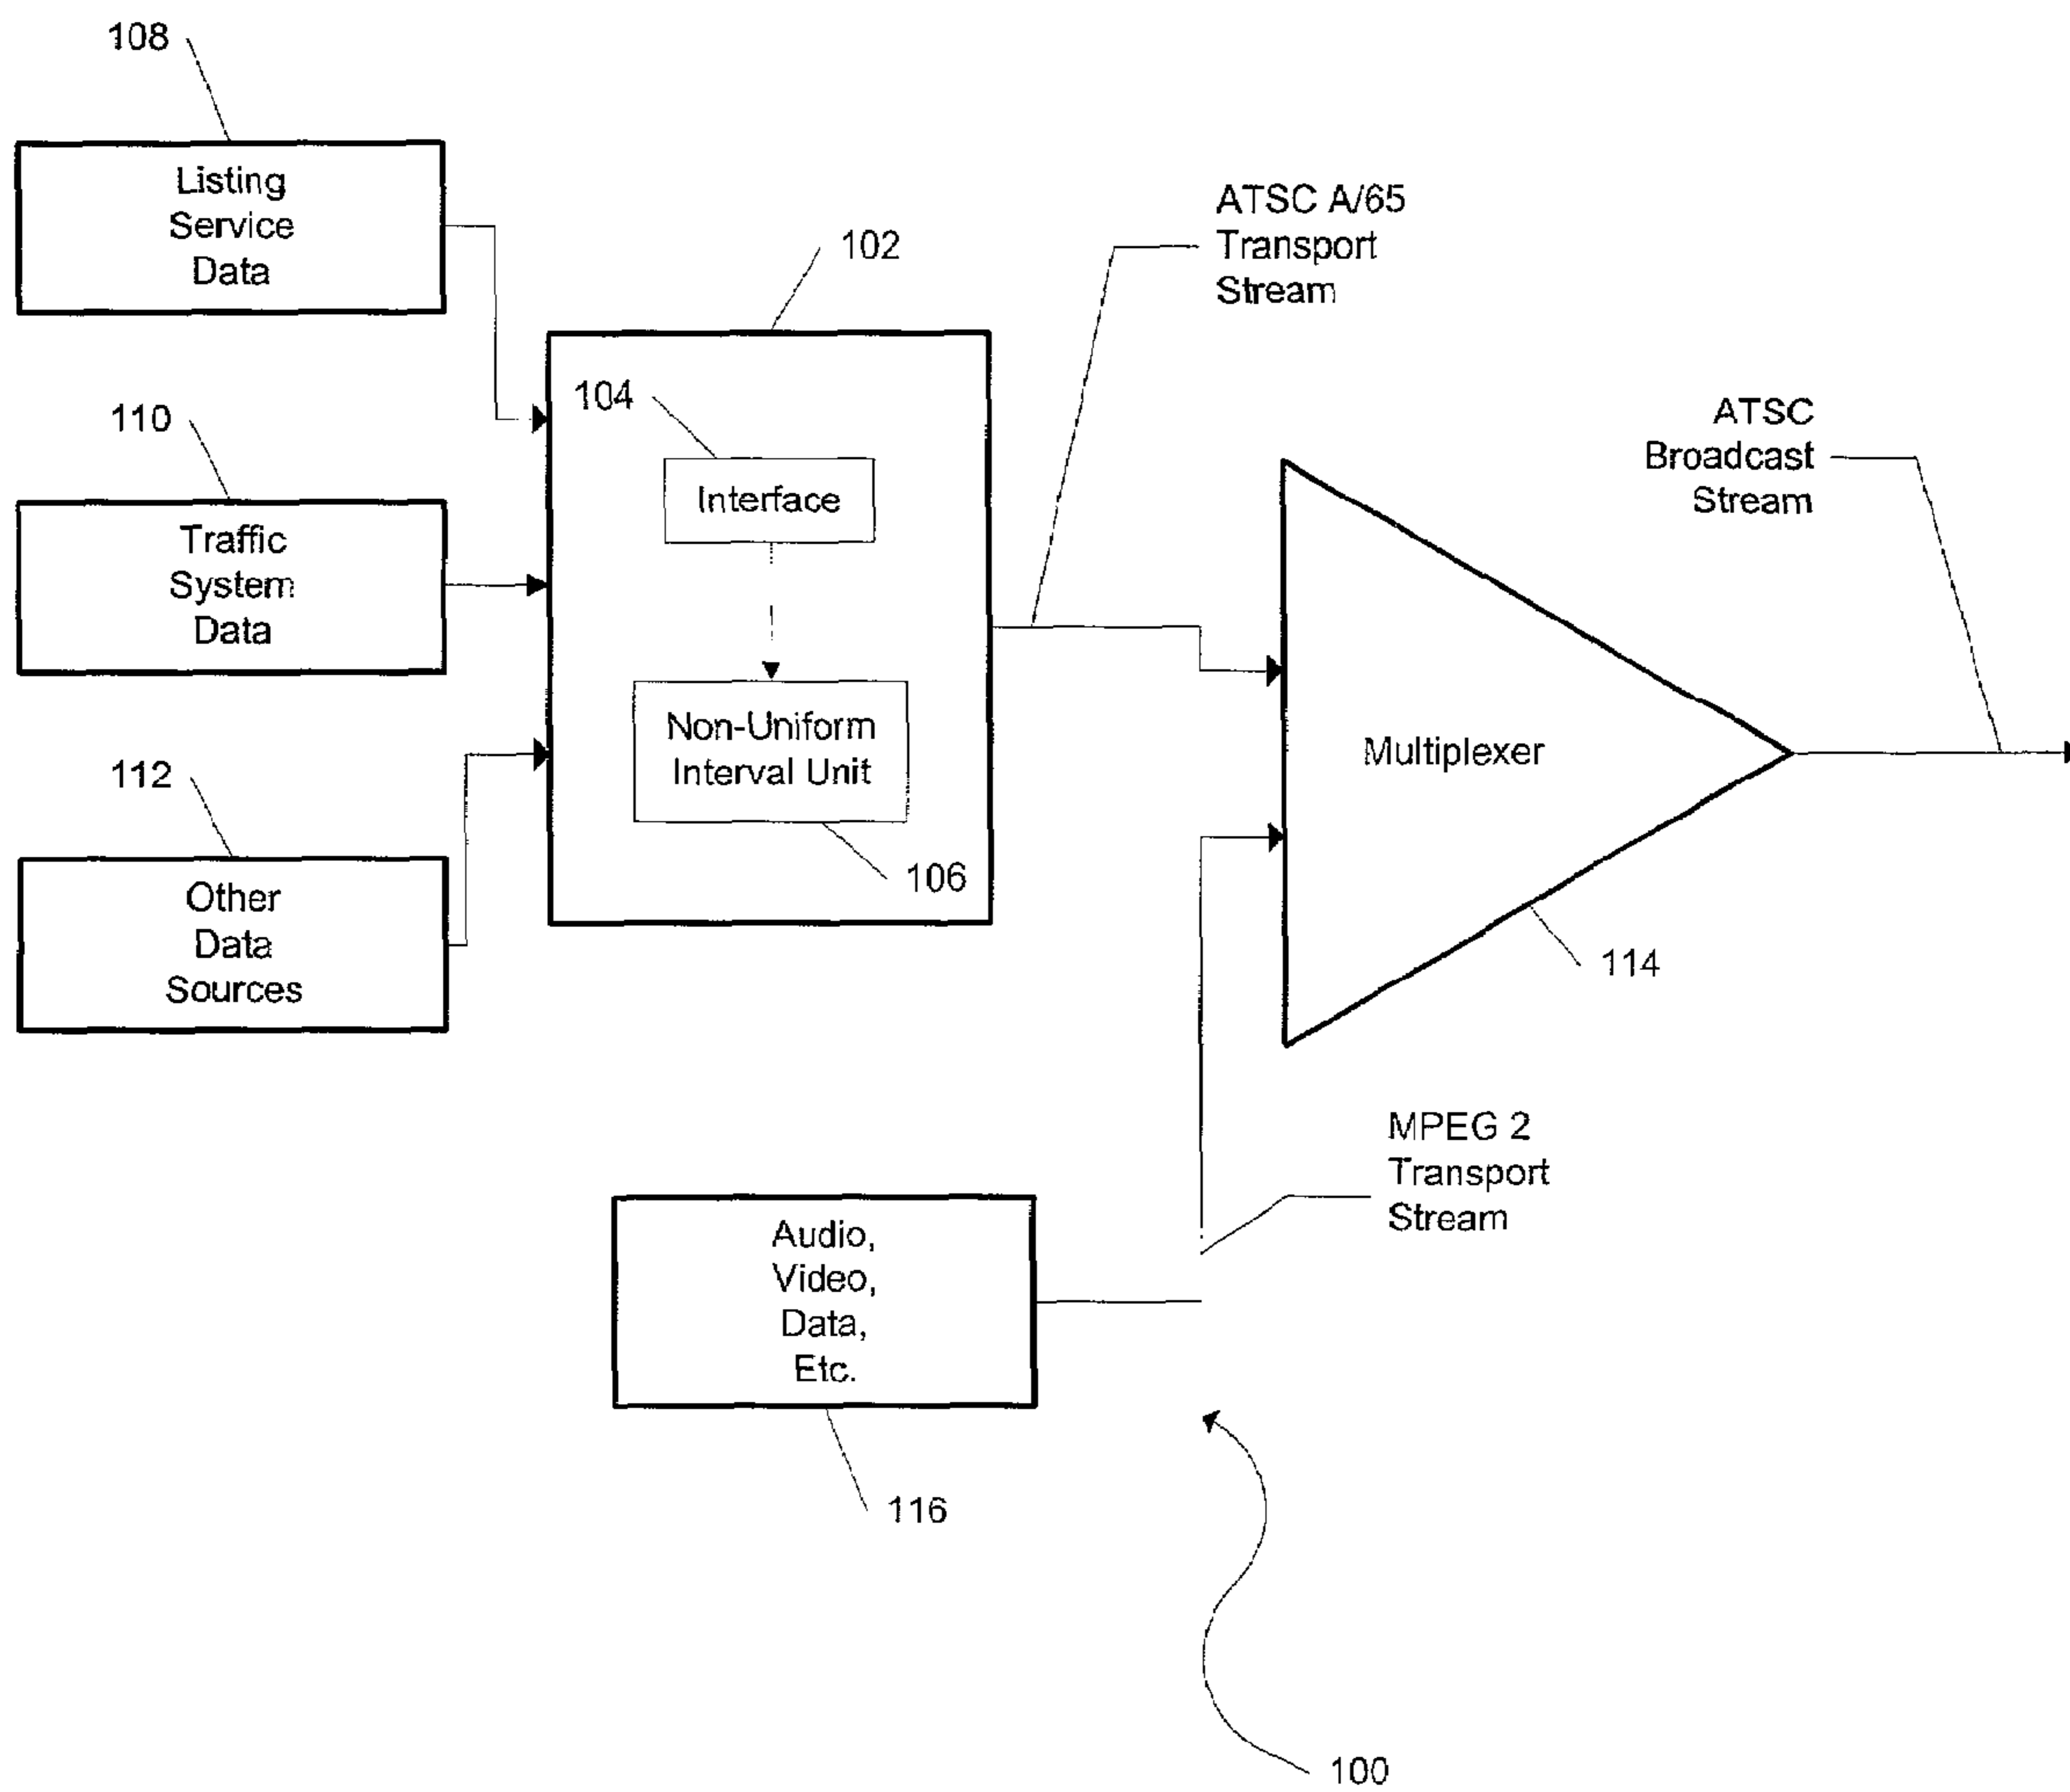 108
Listing
Service
Data
102
ATSC A/65
Transport
Stream
110
Traffic
System
Data
104
Interface
Non-Uniform
Interval Unit
106
ATSC
Broadcast
Stream
112
Other
Data
Sources
Multiplexer
114
MPEG 2
Transport
Stream
Audio,
Video,
Data,
Etc.
116
100